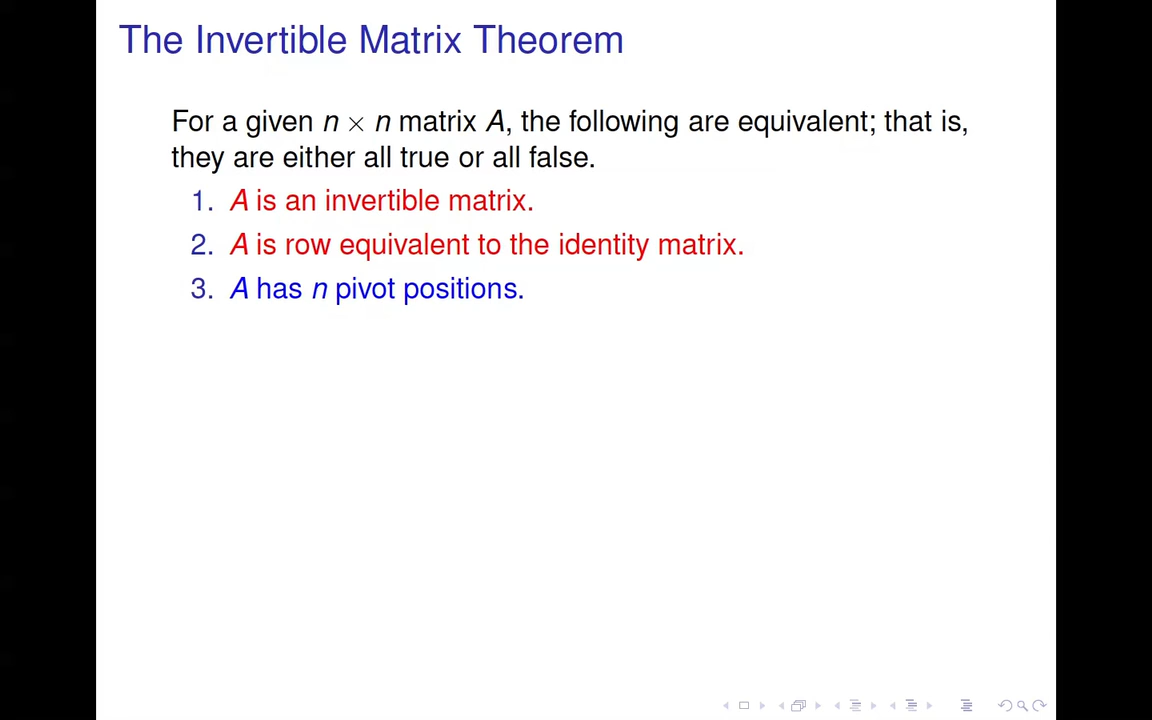 The Invertible Matrix Theorem
For a given n × n matrix A, the following are equivalent; that is,
they are either all true or all false.
1. A is an invertible matrix.
2. A is row equivalent to the identity matrix.
3. A has n pivot positions.